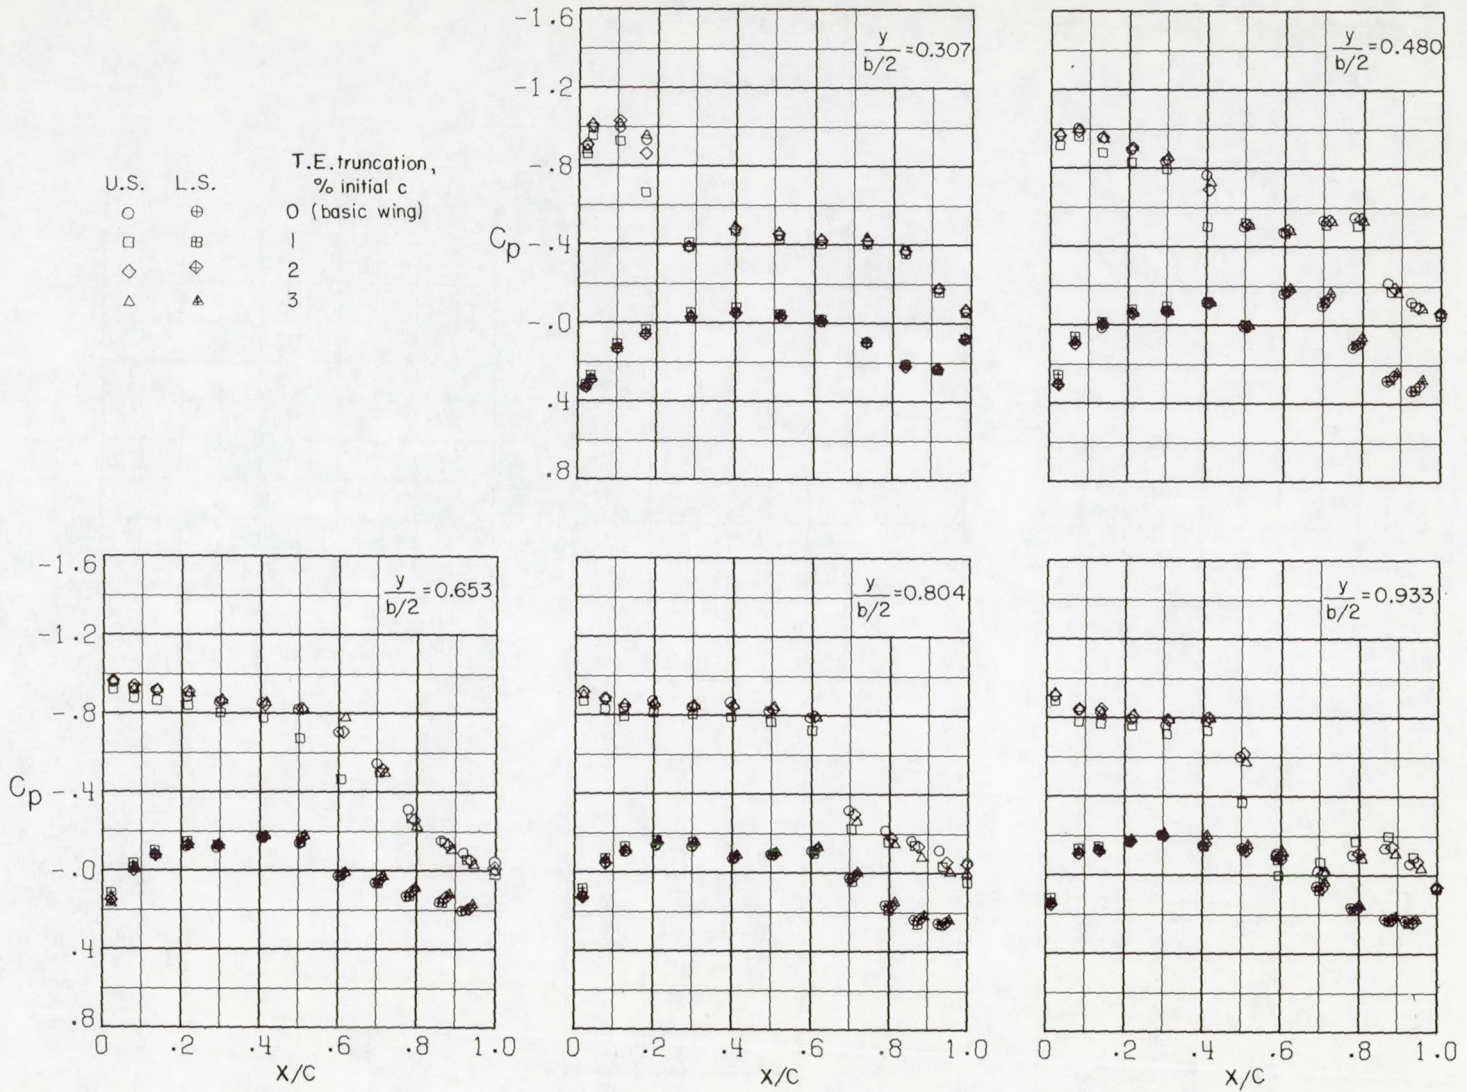 -1.6
-1.2
-.8
-.4
-.0
.4
.8
Cp
y
b/2 =0.307
y
b/2 =0.480
T.E. truncation,
% initial c
U.S. L.S.
0 (basic wing)
1
2
3
-1.6
-1.2
-.8
-.4
-.0
.4
.8
Cp
y
b/2 =0.653
y
b/2 =0.804
y
b/2 =0.933
0 .2 .4 .6 .8 1.0
X/C
0 .2 .4 .6 .8 1.0
X/C
0 .2 .4 .6 .8 1.0
X/C